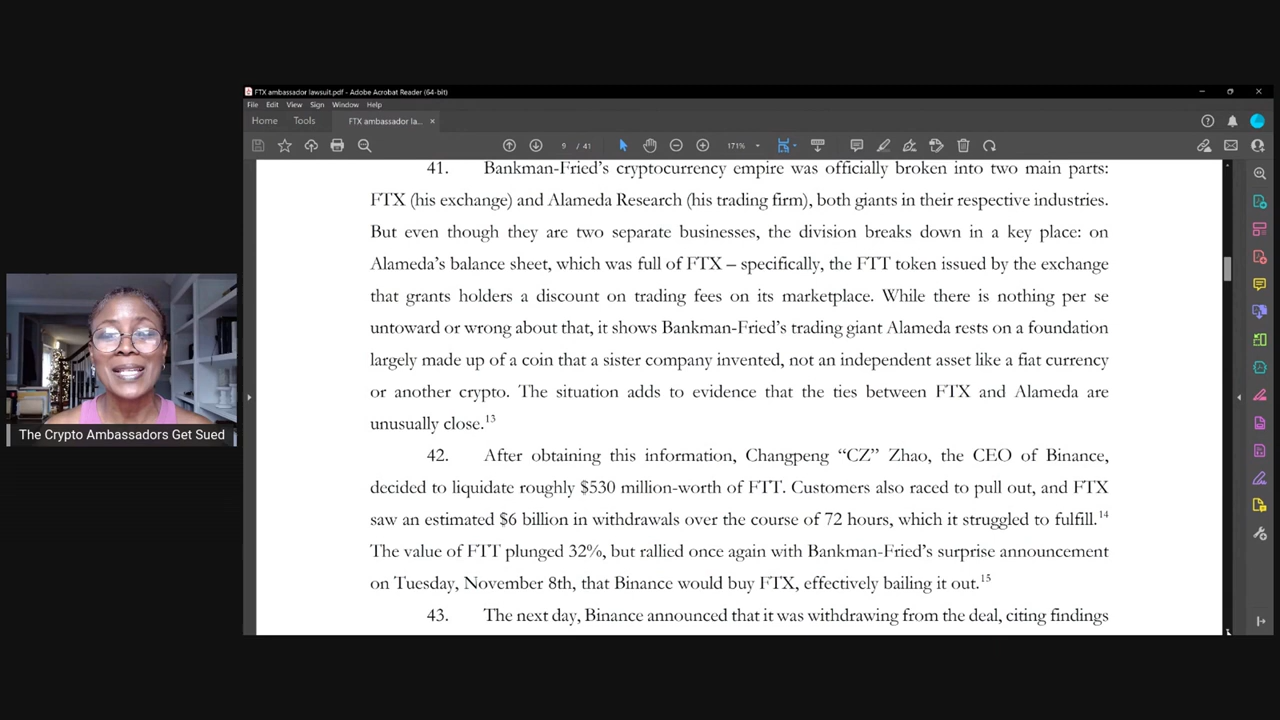 FTX ambassador lawsuit.pdf - Adobe Acrobat Reader (64-bit)
File Edit View Sign Window Help
Home Tools FTX ambassador la... ×
9 / 41 171%
41. Bankman-Fried’s cryptocurrency empire was officially broken into two main parts:
FTX (his exchange) and Alameda Research (his trading firm), both giants in their respective industries.
But even though they are two separate businesses, the division breaks down in a key place: on
Alameda’s balance sheet, which was full of FTX – specifically, the FTT token issued by the exchange
that grants holders a discount on trading fees on its marketplace. While there is nothing per se
untoward or wrong about that, it shows Bankman-Fried’s trading giant Alameda rests on a foundation
largely made up of a coin that a sister company invented, not an independent asset like a fiat currency
or another crypto. The situation adds to evidence that the ties between FTX and Alameda are
unusually close.13
42. After obtaining this information, Changpeng “CZ” Zhao, the CEO of Binance,
decided to liquidate roughly $530 million-worth of FTT. Customers also raced to pull out, and FTX
saw an estimated $6 billion in withdrawals over the course of 72 hours, which it struggled to fulfill.14
The value of FTT plunged 32%, but rallied once again with Bankman-Fried’s surprise announcement
on Tuesday, November 8th, that Binance would buy FTX, effectively bailing it out.15
43. The next day, Binance announced that it was withdrawing from the deal, citing findings
The Crypto Ambassadors Get Sued